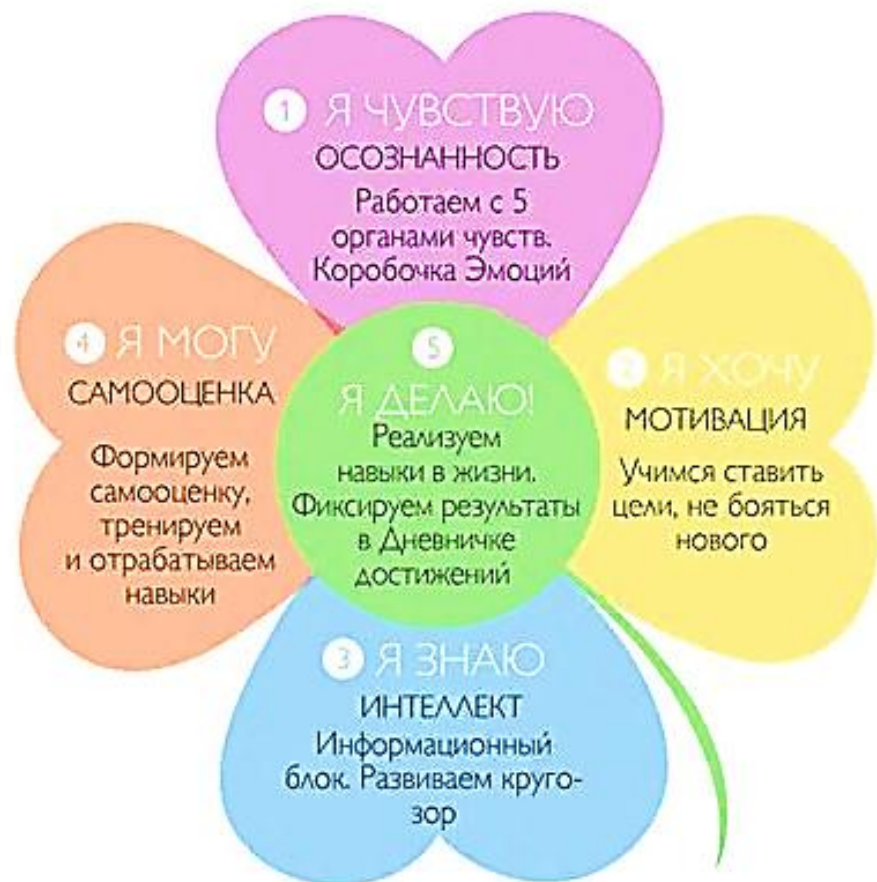 1 Я ЧУВСТВУЮ
ОСОЗНАННОСТЬ
Работаем с 5
органами чувств.
Коробочка Эмоций
2 Я ХОЧУ
МОТИВАЦИЯ
Учимся ставить
цели, не бояться
нового
3 Я ЗНАЮ
ИНТЕЛЛЕКТ
Информационный
блок. Развиваем круго-
зор
4 Я МОГУ
САМООЦЕНКА
Формируем
самооценку,
тренируем
и отрабатываем
навыки
5
Я ДЕЛАЮ!
Реализуем
навыки в жизни.
Фиксируем результаты
в Дневничке
достижений